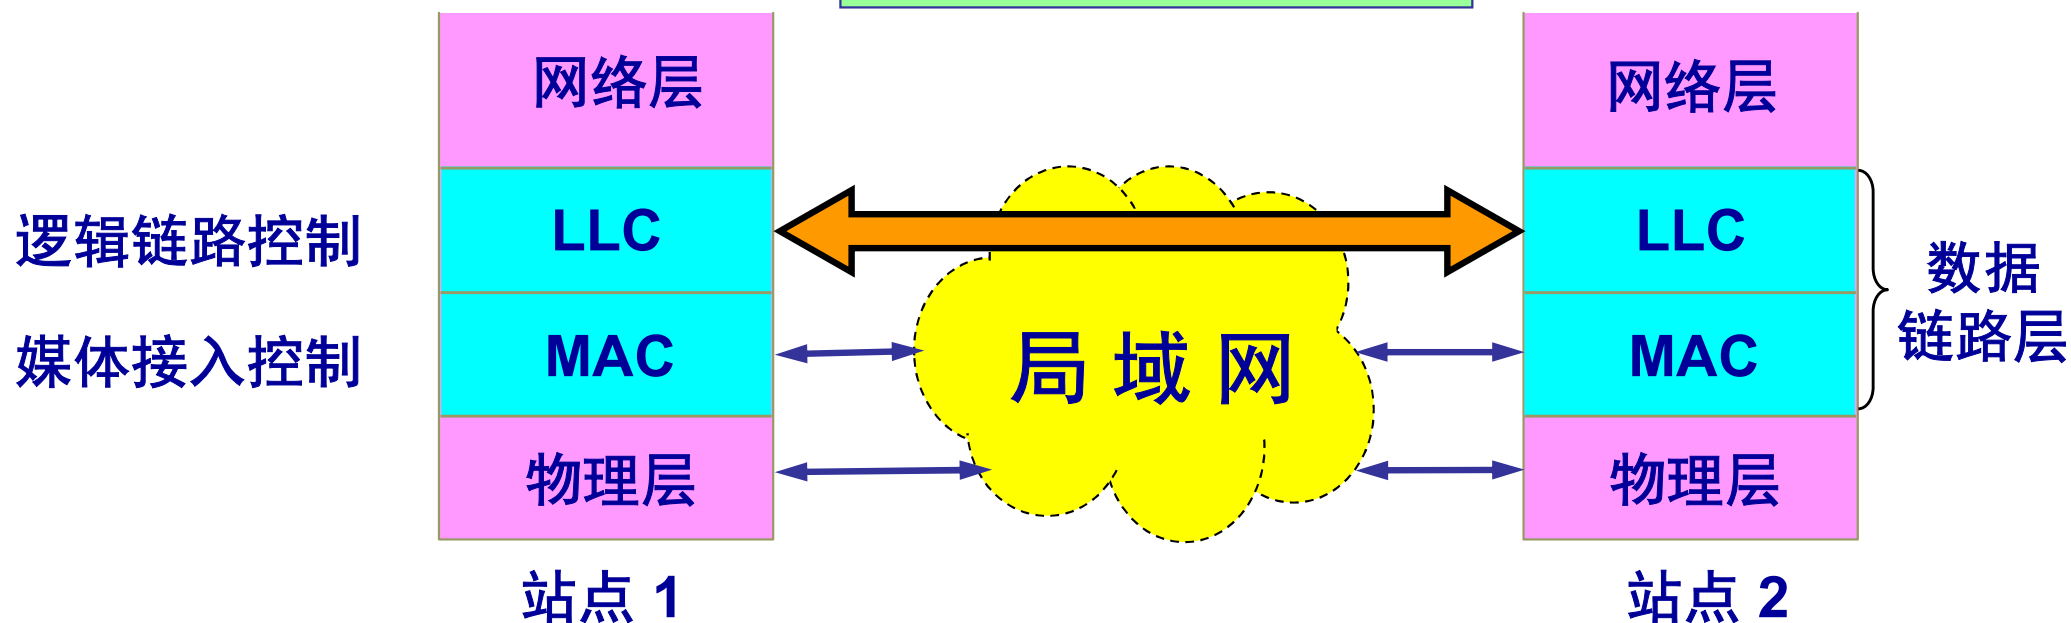 网络层
网络层
逻辑链路控制
LLC
LLC
数据
链路层
媒体接入控制
MAC
局域网
MAC
物理层
物理层
站点 1
站点 2